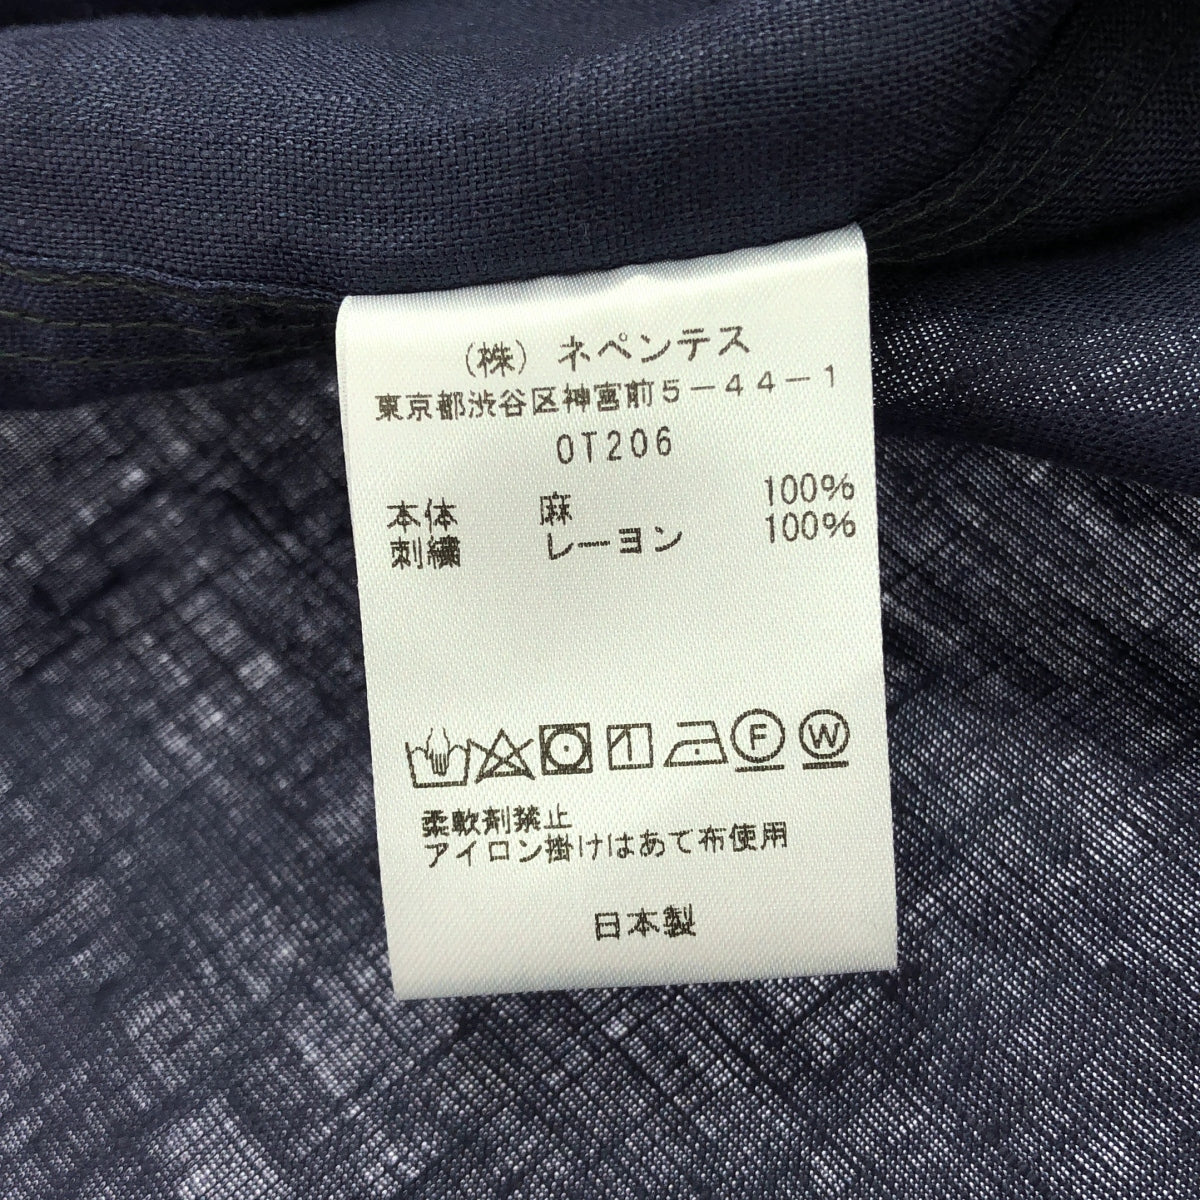 (株) ネペンテス
東京都渋谷区神宮前5-44-1
OT206
本体 麻 100%
刺繍 レーヨン 100%
F W
柔軟剤禁止
アイロン掛けはあて布使用
日本製